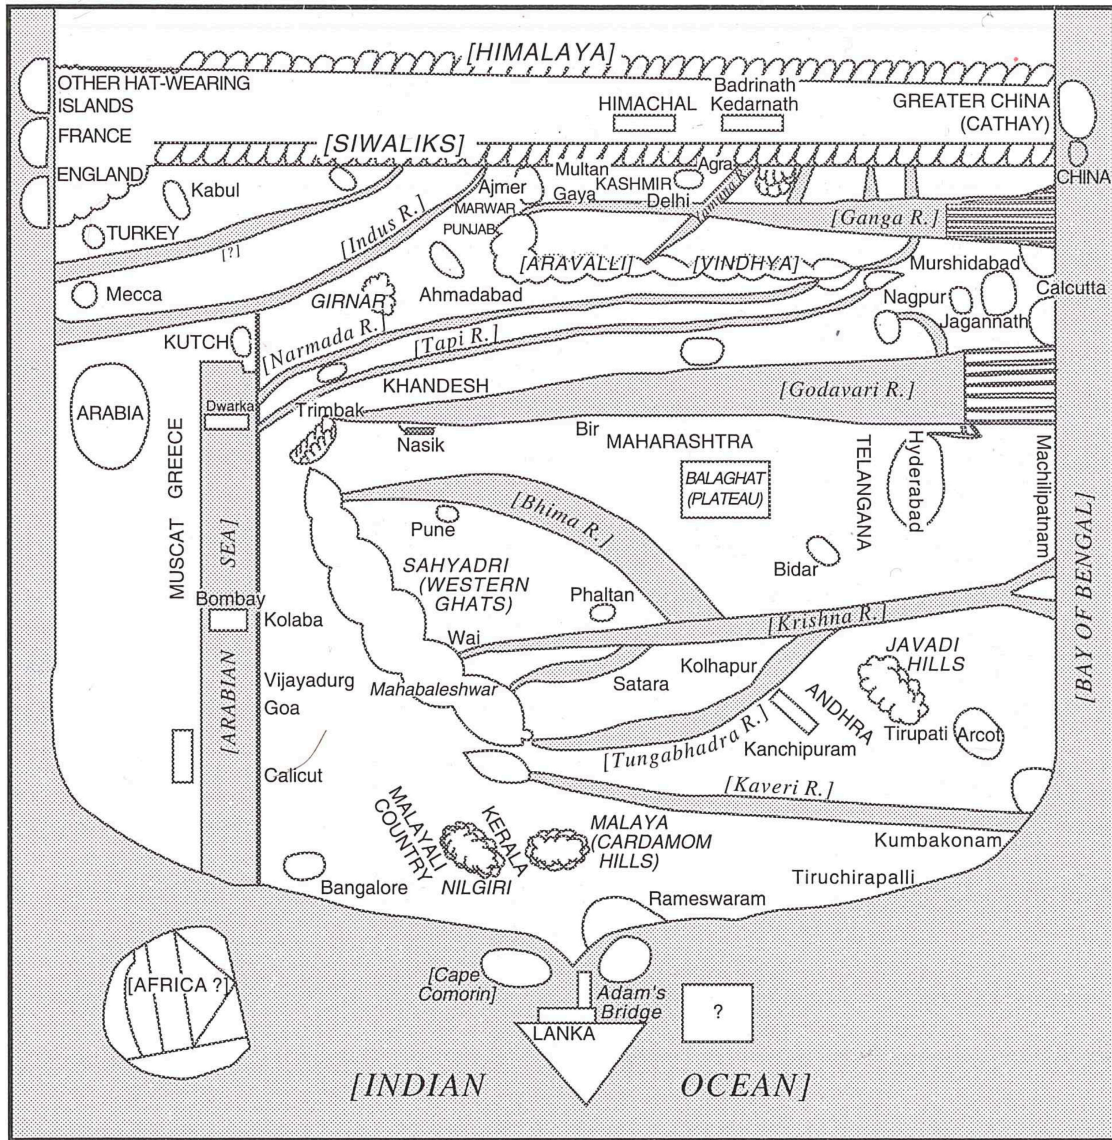 [HIMALAYA]
OTHER HAT-WEARING
ISLANDS
FRANCE
ENGLAND
HIMACHAL
Badrinath
Kedarnath
GREATER CHiNA
(CATHAY)
CHINA
[SIWALIKS]
Kabul
TURKEY
[?]
Mecca
[Indus R.]
Ajmer
MARWAR
PUNJAB
Multan
Gaya
KASHMIR
Delhi
Agra
Yamuna R.
[Ganga R.]
[ARAVALLI]
[VINDHYA]
Murshidabad
Calcutta
Nagpur
Jagannath
GIRNAR
Ahmadabad
KUTCH
[Narmada R.]
[Tapi R.]
KHANDESH
[Godavari R.]
ARABIA
MUSCAT GREECE
Dwarka
Trimbak
Nasik
Bir
MAHARASHTRA
BALAGHAT
(PLATEAU)
TELANGANA
Hyderabad
Machilipatnam
[ARABIAN SEA]
[BAY OF BENGAL]
Pune
[Bhima R.]
SAHYADRI
(WESTERN
GHATS)
Bidar
Bombay
Kolaba
Phaltan
Wai
[Krishna R.]
Vijayadurg
Goa
Mahabaleshwar
Satara
Kolhapur
JAVADI
HILLS
[Tungabhadra R.]
Kanchipuram
ANDHRA
Tirupati
Arcot
Calicut
[Kaveri R.]
MALAYALI
COUNTRY
KERALA
MALAYA
(CARDAMOM
HILLS)
NILGIRI
Kumbakonam
Bangalore
Tiruchirapalli
Rameswaram
[AFRICA ?]
[Cape
Comorin]
Adam's
Bridge
LANKA
?
[INDIAN OCEAN]